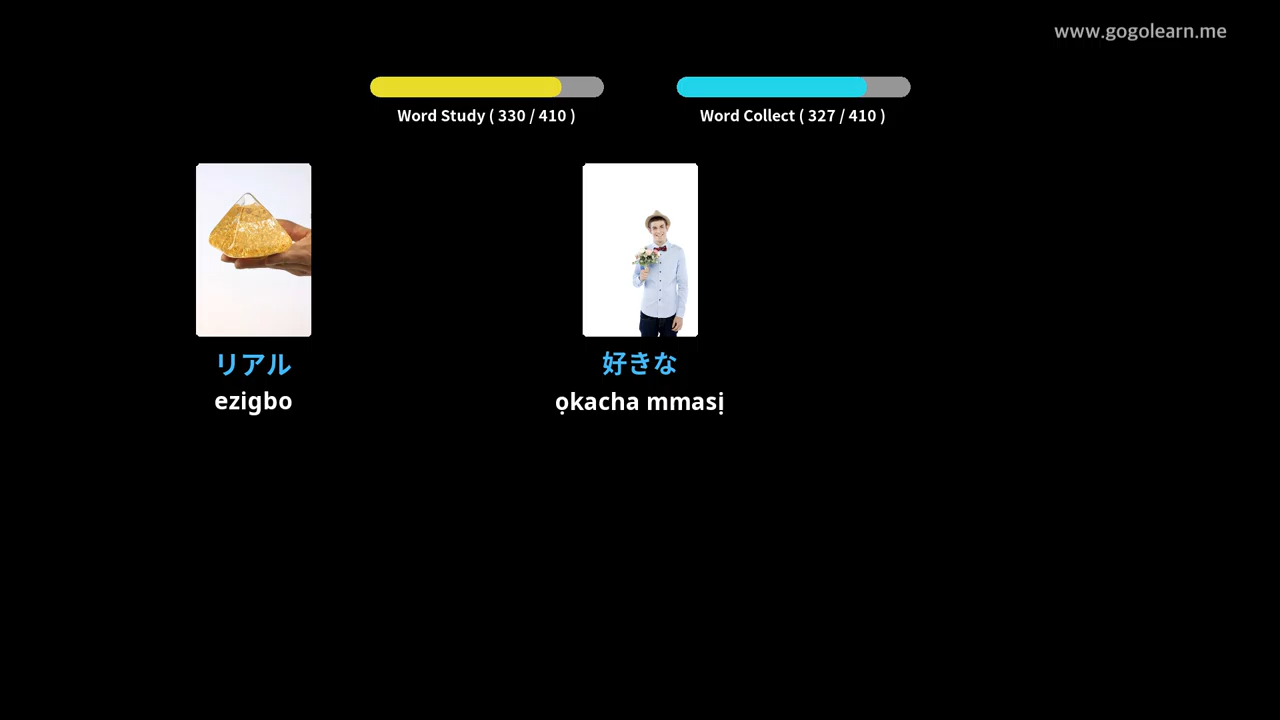 www.gogolearn.me
Word Study ( 330 / 410 )
Word Collect ( 327 / 410 )
リアル
ezigbo
好きな
ọkacha mmasị